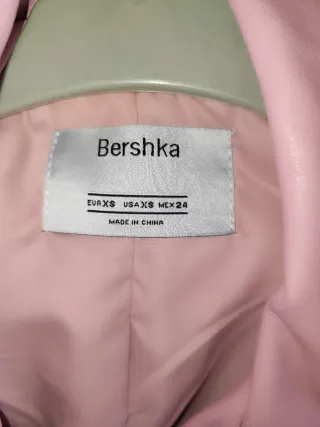 Bershka
EUR XS USA XS MEX 24
MADE IN CHINA